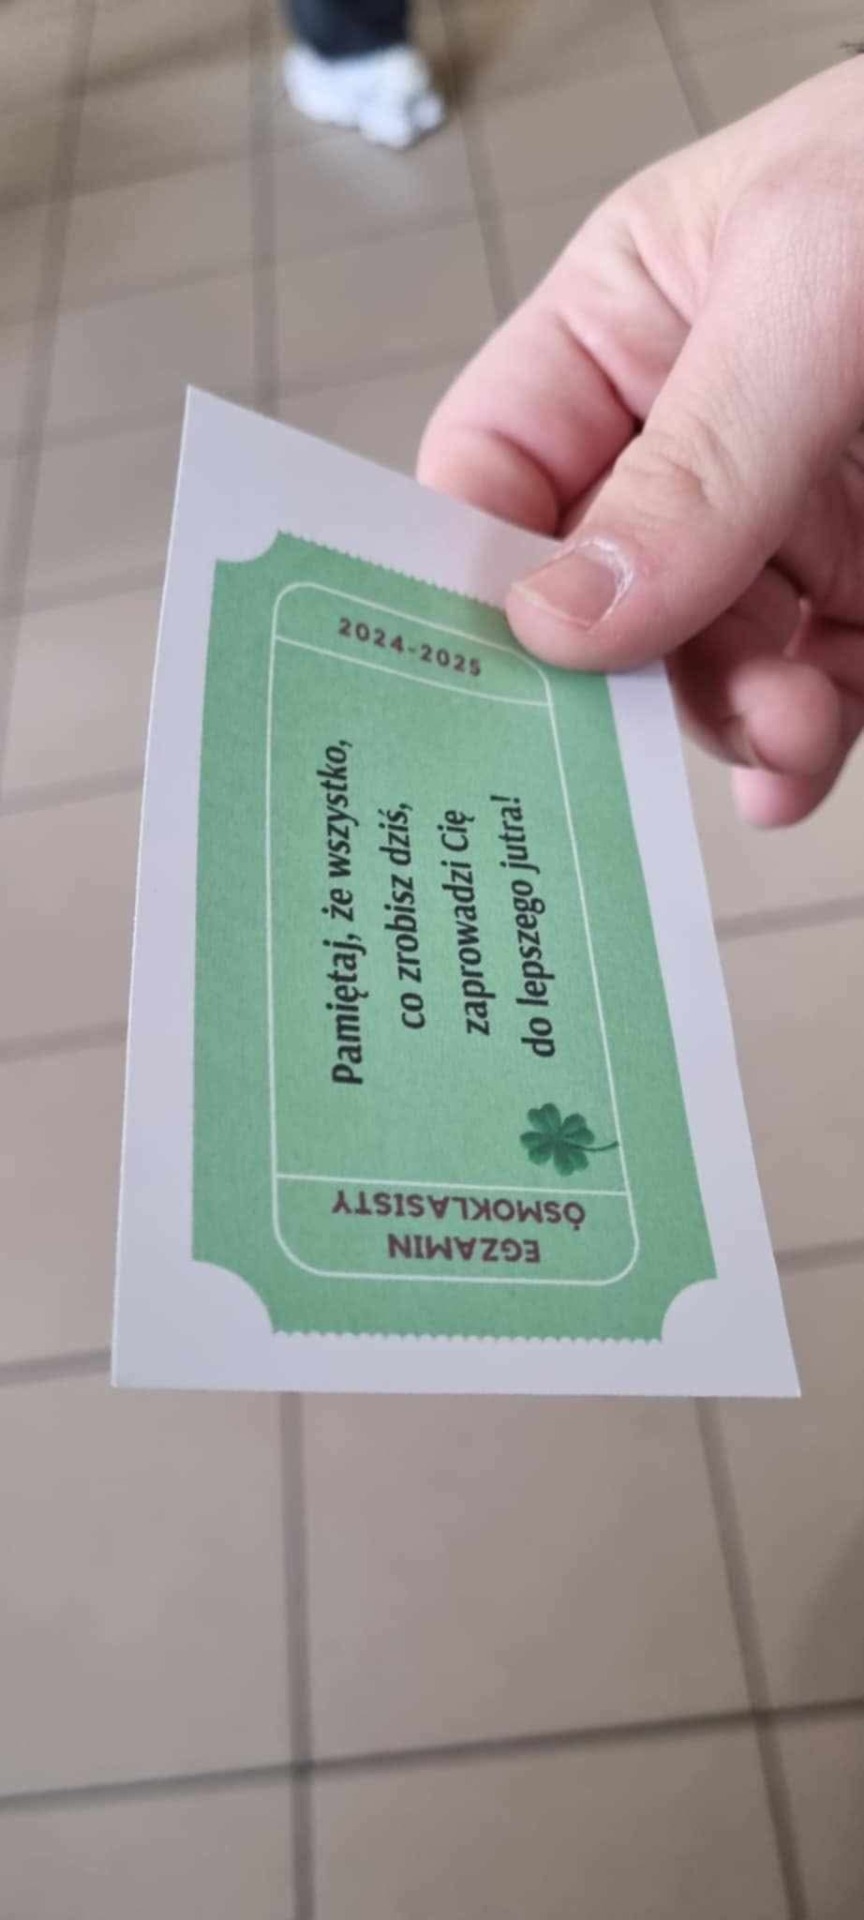 EGZAMIN
ÓSMOKLASISTY
Pamiętaj, że wszystko,
co zrobisz dziś,
zaprowadzi Cię
do lepszego jutra!
2024-2025